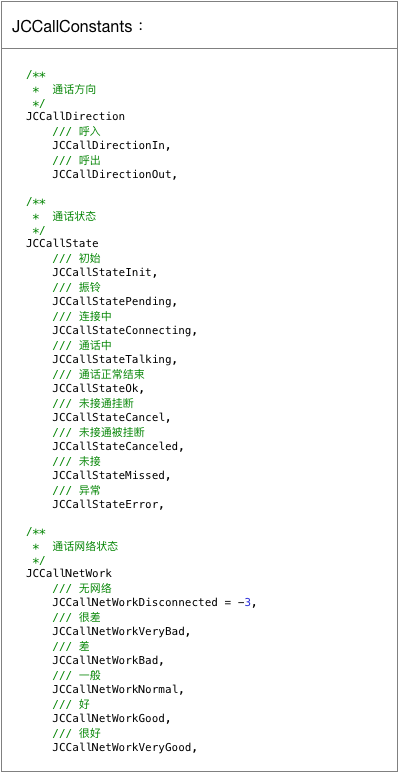 JCCallConstants：
/**
 *  通话方向
 */
JCCallDirection
    /// 呼入
    JCCallDirectionIn,
    /// 呼出
    JCCallDirectionOut,
/**
 *  通话状态
 */
JCCallState
    /// 初始
    JCCallStateInit,
    /// 振铃
    JCCallStatePending,
    /// 连接中
    JCCallStateConnecting,
    /// 通话中
    JCCallStateTalking,
    /// 通话正常结束
    JCCallStateOk,
    /// 未接通挂断
    JCCallStateCancel,
    /// 未接通被挂断
    JCCallStateCanceled,
    /// 未接
    JCCallStateMissed,
    /// 异常
    JCCallStateError,
/**
 *  通话网络状态
 */
JCCallNetWork
    /// 无网络
    JCCallNetWorkDisconnected = -3,
    /// 很差
    JCCallNetWorkVeryBad,
    /// 差
    JCCallNetWorkBad,
    /// 一般
    JCCallNetWorkNormal,
    /// 好
    JCCallNetWorkGood,
    /// 很好
    JCCallNetWorkVeryGood,